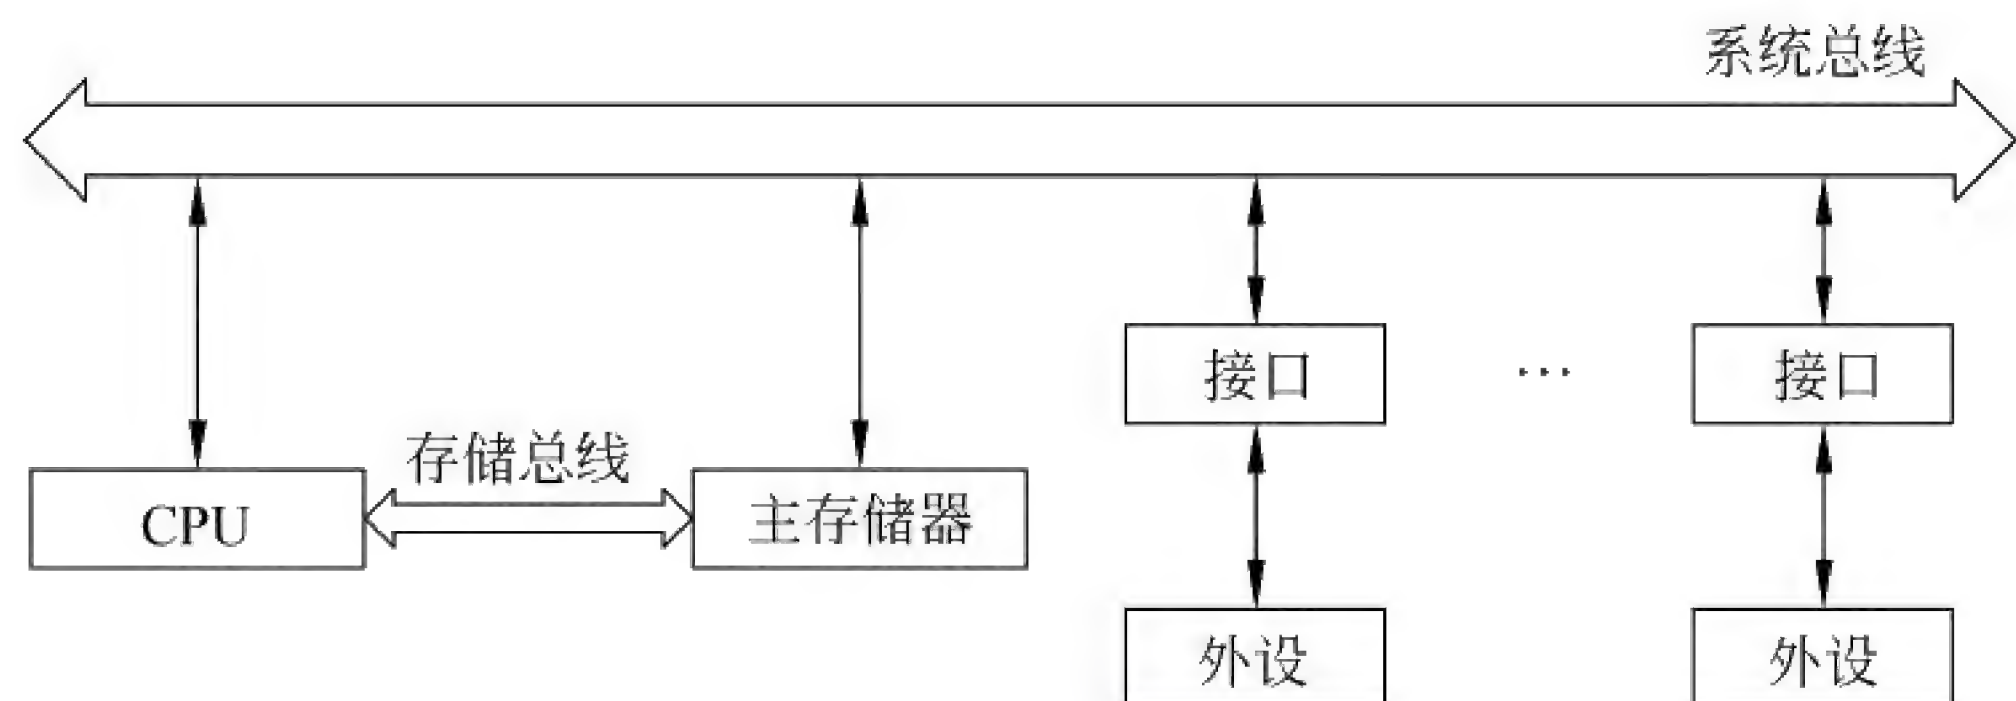 系统总线
接口
···
接口
存储总线
CPU
主存储器
外设
外设